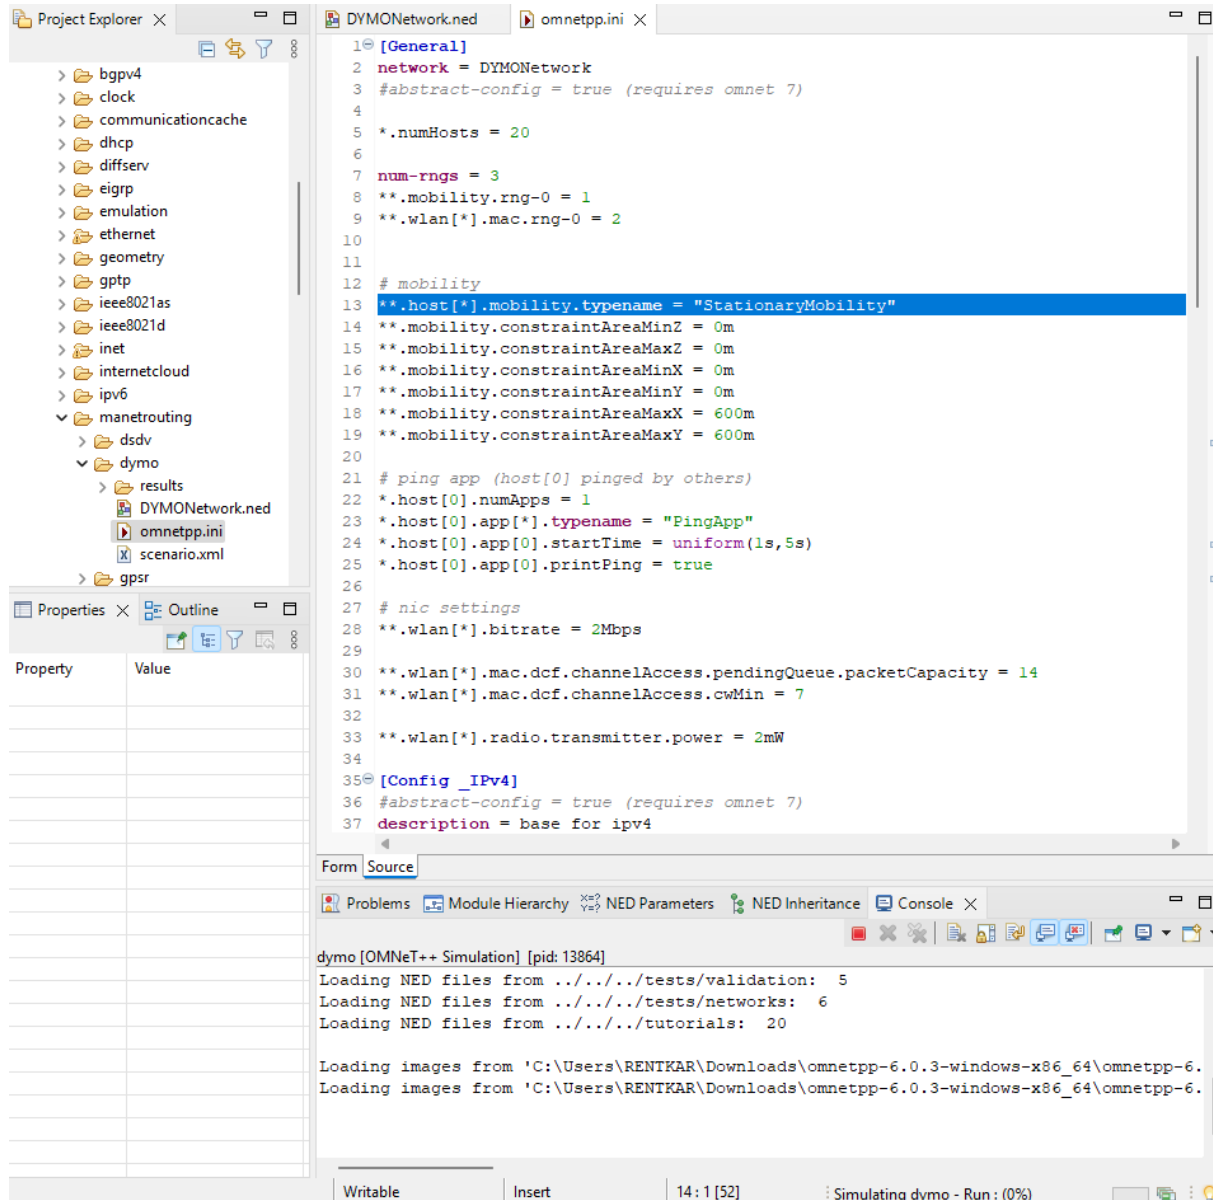 Project Explorer
bgpv4
clock
communicationcache
dhcp
diffserv
eigrp
emulation
ethernet
geometry
gptp
ieee8021as
ieee8021d
inet
internetcloud
ipv6
manetrouting
dsdv
dymo
results
DYMONetwork.ned
omnetpp.ini
scenario.xml
gpsr
Properties
Outline
Property Value
DYMONetwork.ned
omnetpp.ini
1 [General]
2 network = DYMONetwork
3 #abstract-config = true (requires omnet 7)
4
5 *.numHosts = 20
6
7 num-rngs = 3
8 **.mobility.rng-0 = 1
9 **.wlan[*].mac.rng-0 = 2
10
11
12 # mobility
13 **.host[*].mobility.typename = "StationaryMobility"
14 **.mobility.constraintAreaMinZ = 0m
15 **.mobility.constraintAreaMaxZ = 0m
16 **.mobility.constraintAreaMinX = 0m
17 **.mobility.constraintAreaMinY = 0m
18 **.mobility.constraintAreaMaxX = 600m
19 **.mobility.constraintAreaMaxY = 600m
20
21 # ping app (host[0] pinged by others)
22 *.host[0].numApps = 1
23 *.host[0].app[*].typename = "PingApp"
24 *.host[0].app[0].startTime = uniform(1s,5s)
25 *.host[0].app[0].printPing = true
26
27 # nic settings
28 **.wlan[*].bitrate = 2Mbps
29
30 **.wlan[*].mac.dcf.channelAccess.pendingQueue.packetCapacity = 14
31 **.wlan[*].mac.dcf.channelAccess.cwMin = 7
32
33 **.wlan[*].radio.transmitter.power = 2mW
34
35 [Config _IPv4]
36 #abstract-config = true (requires omnet 7)
37 description = base for ipv4
Form Source
Problems Module Hierarchy NED Parameters NED Inheritance Console
dymo [OMNeT++ Simulation] [pid: 13864]
Loading NED files from ../../../tests/validation: 5
Loading NED files from ../../../tests/networks: 6
Loading NED files from ../../../tutorials: 20
Loading images from 'C:\Users\RENTKAR\Downloads\omnetpp-6.0.3-windows-x86_64\omnetpp-6.
Loading images from 'C:\Users\RENTKAR\Downloads\omnetpp-6.0.3-windows-x86_64\omnetpp-6.
Writable Insert 14 : 1 [52] Simulating dymo - Run : (0%)